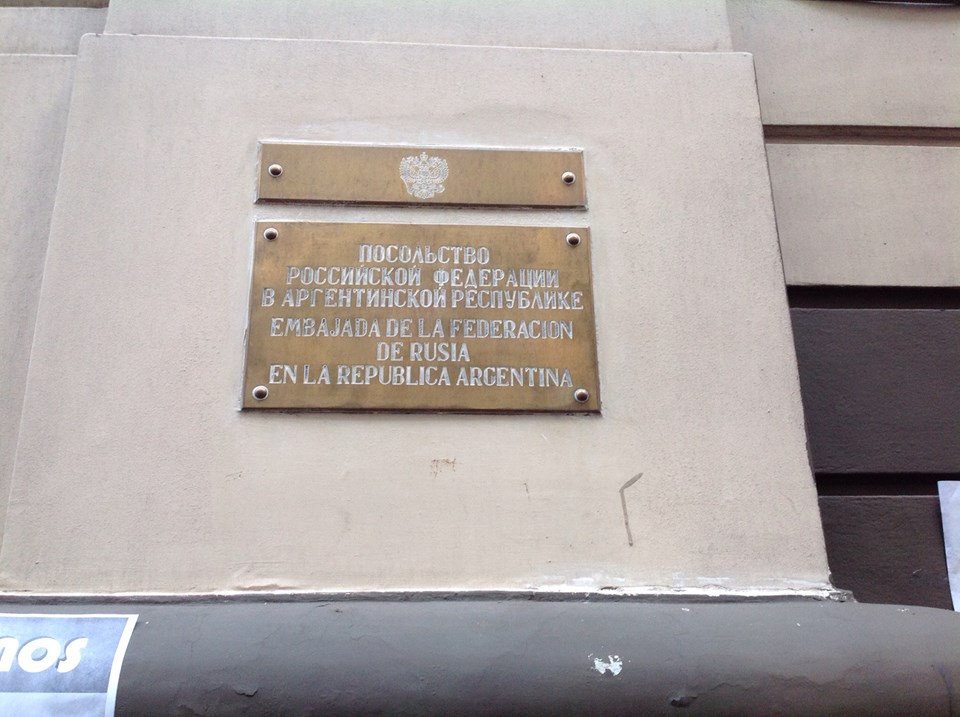 ПОСОЛЬСТВО
РОССИЙСКОЙ ФЕДЕРАЦИИ
В АРГЕНТИНСКОЙ РЕСПУБЛИКЕ
EMBAJADA DE LA FEDERACION
DE RUSIA
EN LA REPUBLICA ARGENTINA